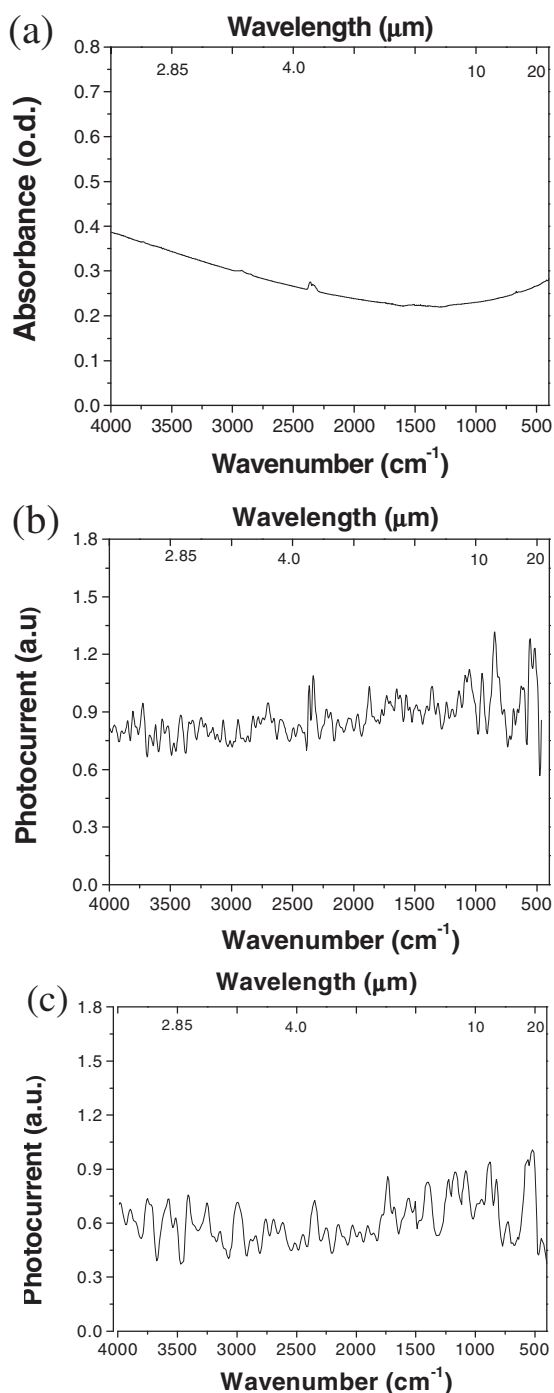 (a)
Wavelength (μm)
2.85 4.0 10 20
0.8
0.7
0.6
0.5
0.4
0.3
0.2
0.1
0.0
Absorbance (o.d.)
4000 3500 3000 2500 2000 1500 1000 500
Wavenumber (cm⁻¹)
(b)
Wavelength (μm)
2.85 4.0 10 20
1.8
1.5
1.2
0.9
0.6
0.3
0.0
Photocurrent (a.u)
4000 3500 3000 2500 2000 1500 1000 500
Wavenumber (cm⁻¹)
(c)
Wavelength (μm)
2.85 4.0 10 20
1.8
1.5
1.2
0.9
0.6
0.3
0.0
Photocurrent (a.u.)
4000 3500 3000 2500 2000 1500 1000 500
Wavenumber (cm⁻¹)